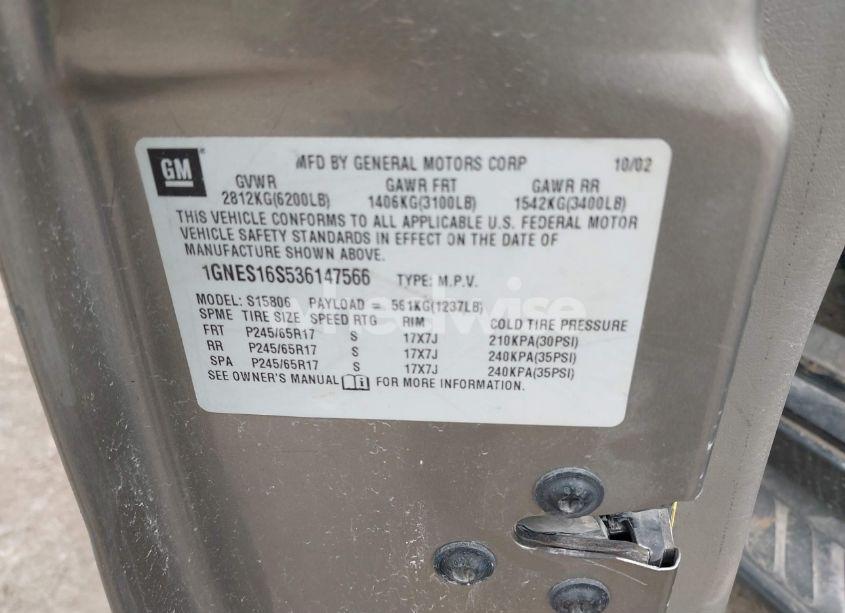 GM
MFD BY GENERAL MOTORS CORP 10/02
GVWR GAWR FRT GAWR RR
2812KG(6200LB) 1406KG(3100LB) 1542KG(3400LB)
THIS VEHICLE CONFORMS TO ALL APPLICABLE U.S. FEDERAL MOTOR
VEHICLE SAFETY STANDARDS IN EFFECT ON THE DATE OF
MANUFACTURE SHOWN ABOVE.
1GNES16S536147566 TYPE: M.P.V.
MODEL: S15806 PAYLOAD = 561KG(1237LB)
SPME TIRE SIZE SPEED RTG RIM COLD TIRE PRESSURE
FRT P245/65R17 S 17X7J 210KPA(30PSI)
RR P245/65R17 S 17X7J 240KPA(35PSI)
SPA P245/65R17 S 17X7J 240KPA(35PSI)
SEE OWNER'S MANUAL FOR MORE INFORMATION.